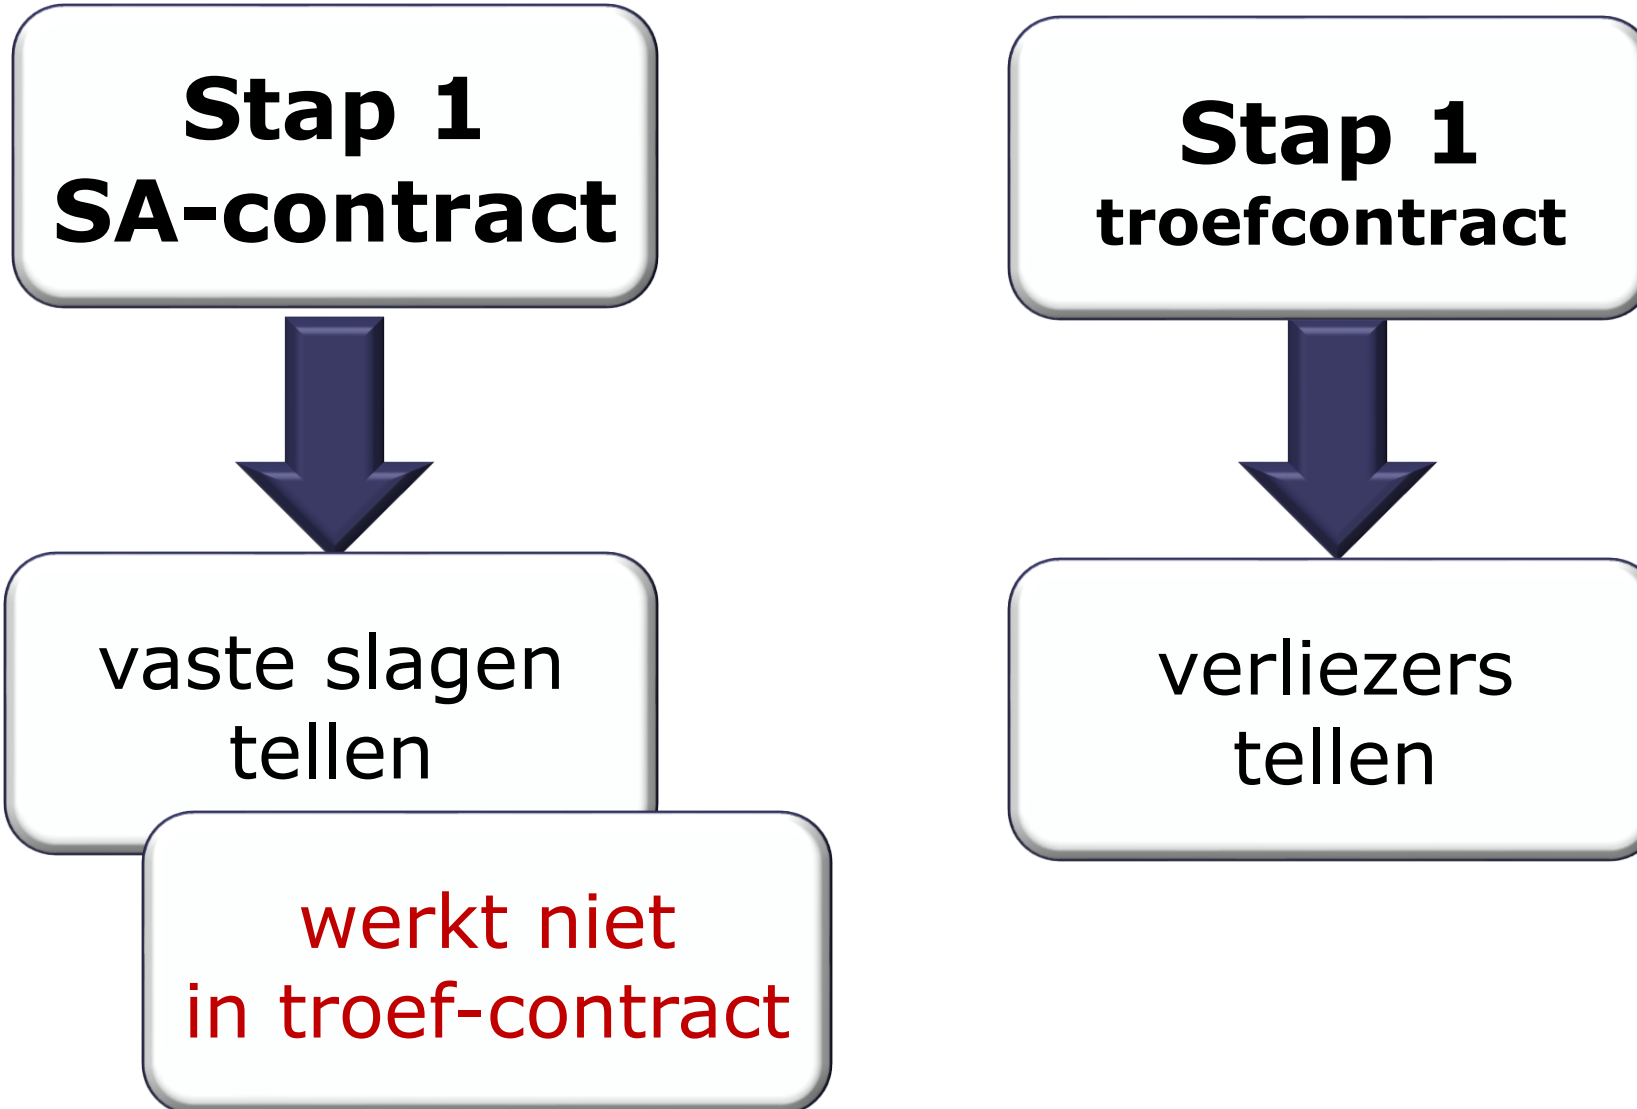 Stap 1
SA-contract
vaste slagen
tellen
werkt niet
in troef-contract
Stap 1
troefcontract
verliezers
tellen